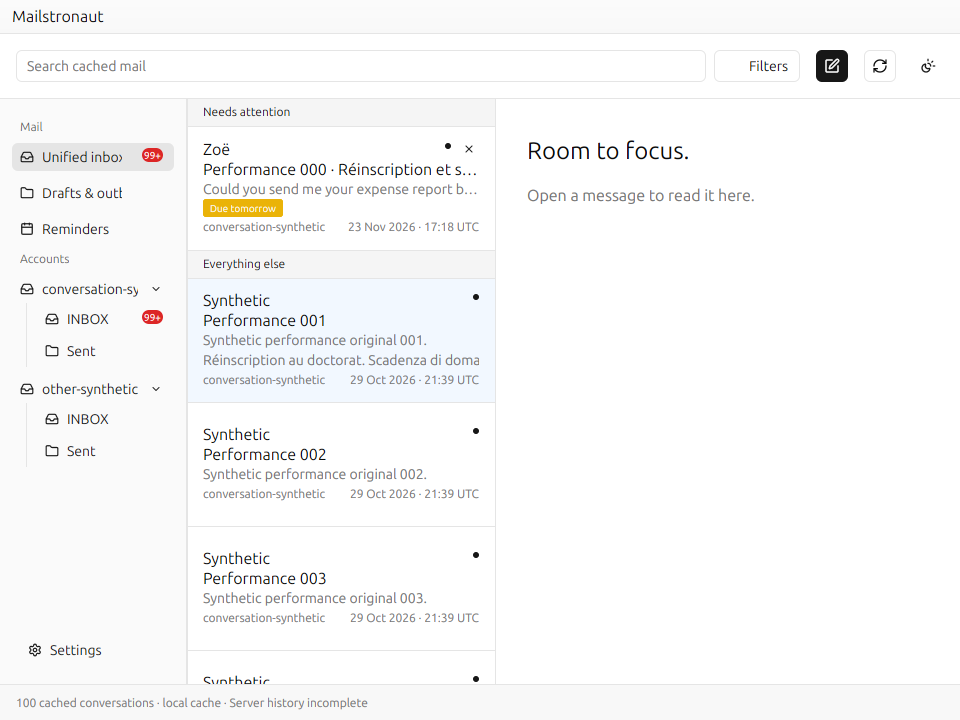 Mailstronaut
Search cached mail
Filters
Mail
Unified inbox
99+
Drafts & outb
Reminders
Accounts
conversation-sy
INBOX
99+
Sent
other-synthetic
INBOX
Sent
Settings
Needs attention
Zoë
Performance 000 · Réinscription et s...
Could you send me your expense report b...
Due tomorrow
conversation-synthetic 23 Nov 2026 · 17:18 UTC
Everything else
Synthetic
Performance 001
Synthetic performance original 001.
Réinscription au doctorat. Scadenza di doma
conversation-synthetic 29 Oct 2026 · 21:39 UTC
Synthetic
Performance 002
Synthetic performance original 002.
conversation-synthetic 29 Oct 2026 · 21:39 UTC
Synthetic
Performance 003
Synthetic performance original 003.
conversation-synthetic 29 Oct 2026 · 21:39 UTC
Synthetic
Room to focus.
Open a message to read it here.
100 cached conversations · local cache · Server history incomplete